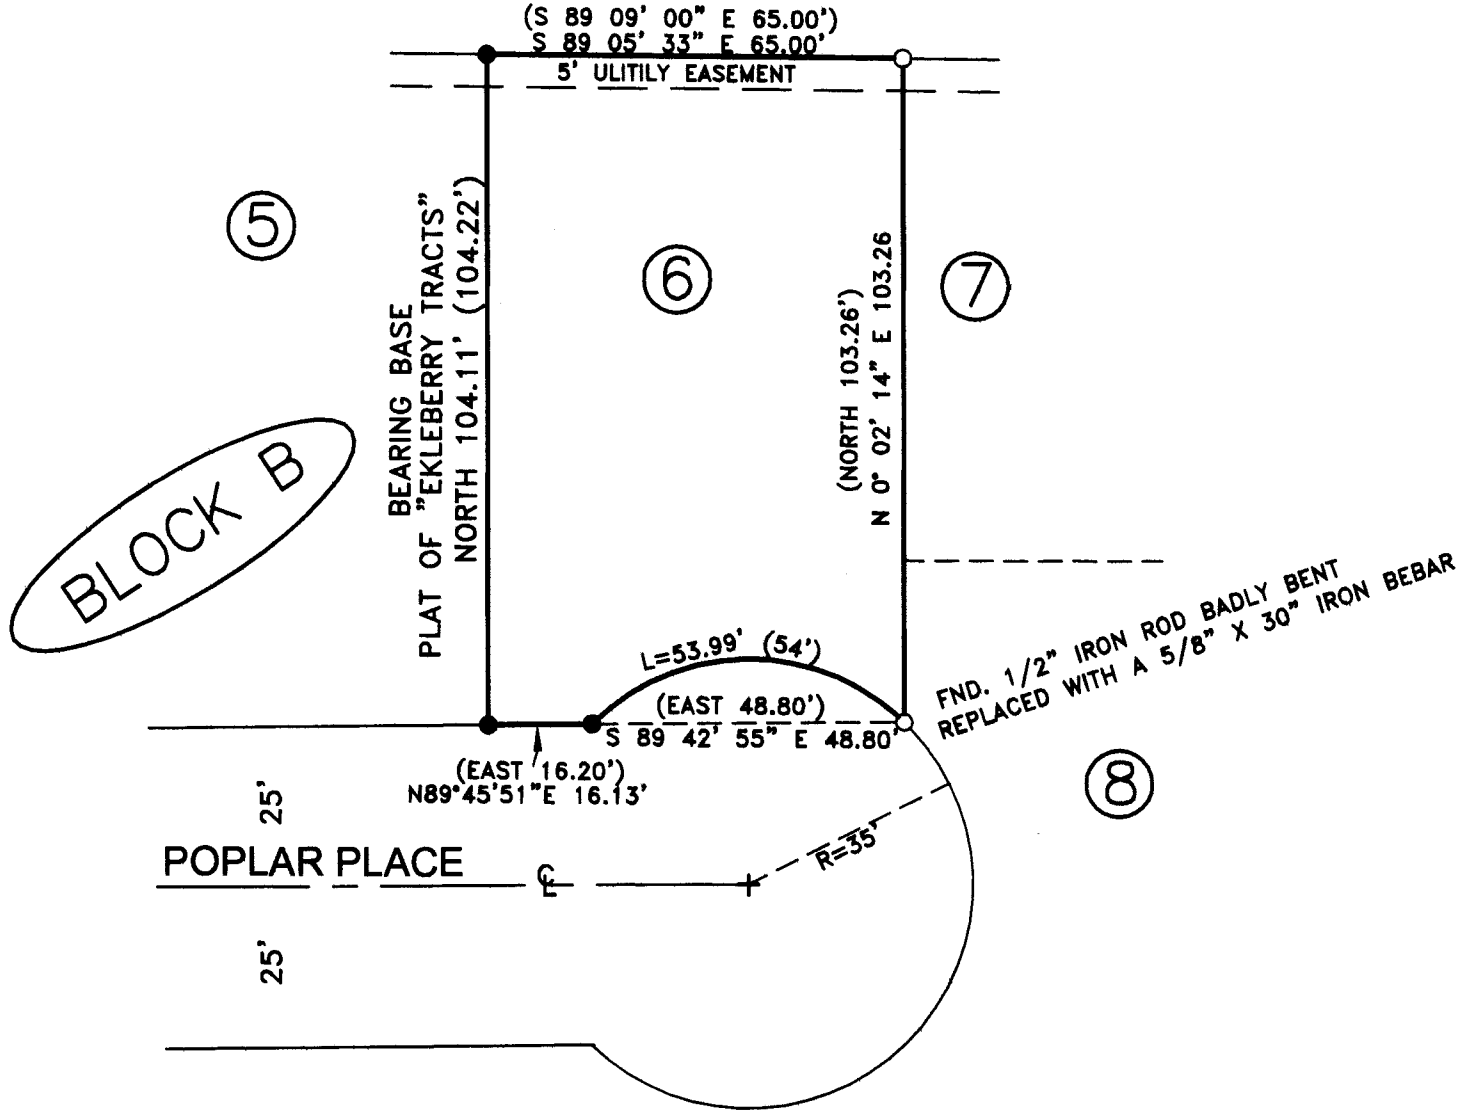 (S 89 09' 00" E 65.00')
S 89 05' 33" E 65.00'
5' ULITILY EASEMENT
5
6
7
BEARING BASE
PLAT OF "EKLEBERRY TRACTS"
NORTH 104.11' (104.22')
(NORTH 103.26')
N 0° 02' 14" E 103.26
BLOCK B
FND. 1/2" IRON ROD BADLY BENT
REPLACED WITH A 5/8" X 30" IRON BEBAR
L=53.99' (54')
(EAST 48.80')
S 89 42' 55" E 48.80'
(EAST 16.20')
N89°45'51"E 16.13'
8
25'
POPLAR PLACE
CL
R=35'
25'